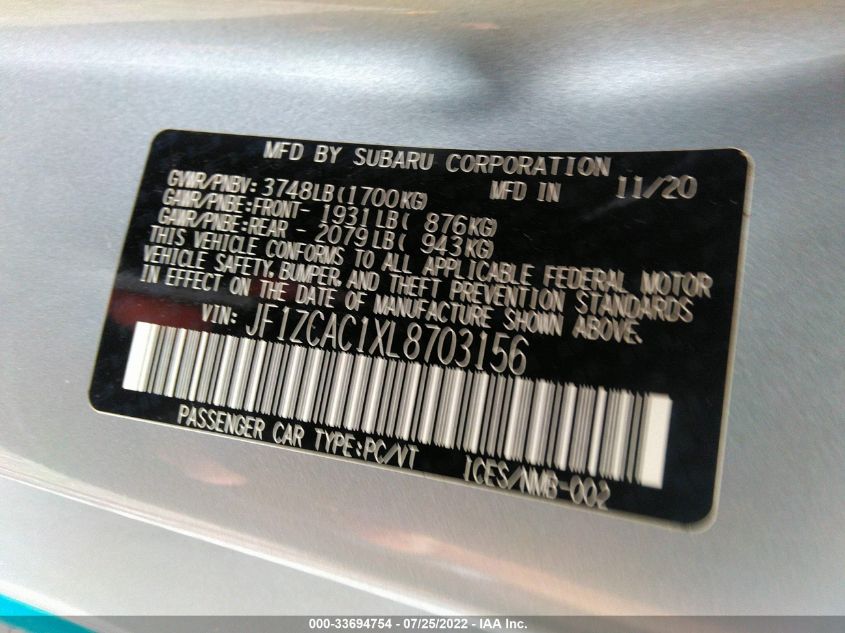 MFD BY SUBARU CORPORATION
GVWR/PNBV: 3748LB(1700KG) MFD IN 11/20
GAWR/PNBE:FRONT- 1931LB( 876KG)
GAWR/PNBE:REAR - 2079LB( 943KG)
THIS VEHICLE CONFORMS TO ALL APPLICABLE FEDERAL MOTOR
VEHICLE SAFETY, BUMPER, AND THEFT PREVENTION STANDARDS
IN EFFECT ON THE DATE OF MANUFACTURE SHOWN ABOVE.
VIN: JF1ZCAC1XL8703156
PASSENGER CAR TYPE:PC/VT ICES/NMB-002
000-33694754 - 07/25/2022 - IAA Inc.